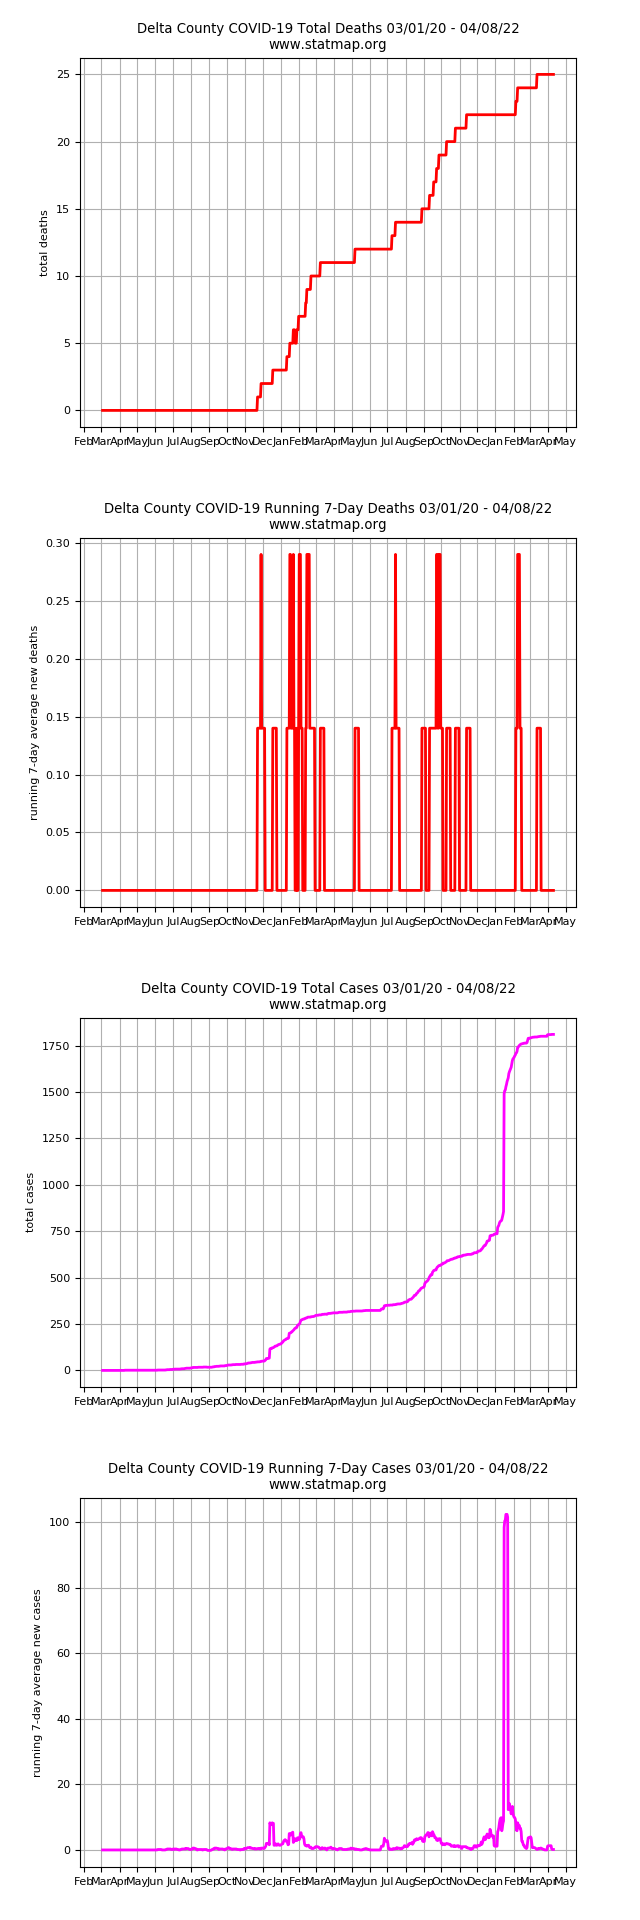 Delta County COVID-19 Total Deaths 03/01/20 - 04/08/22
www.statmap.org
25
20
15
10
5
0
total deaths
Feb Mar Apr May Jun Jul Aug Sep Oct Nov Dec Jan Feb Mar Apr May Jun Jul Aug Sep Oct Nov Dec Jan Feb Mar Apr May
Delta County COVID-19 Running 7-Day Deaths 03/01/20 - 04/08/22
www.statmap.org
0.30
0.25
0.20
0.15
0.10
0.05
0.00
running 7-day average new deaths
Feb Mar Apr May Jun Jul Aug Sep Oct Nov Dec Jan Feb Mar Apr May Jun Jul Aug Sep Oct Nov Dec Jan Feb Mar Apr May
Delta County COVID-19 Total Cases 03/01/20 - 04/08/22
www.statmap.org
1750
1500
1250
1000
750
500
250
0
total cases
Feb Mar Apr May Jun Jul Aug Sep Oct Nov Dec Jan Feb Mar Apr May Jun Jul Aug Sep Oct Nov Dec Jan Feb Mar Apr May
Delta County COVID-19 Running 7-Day Cases 03/01/20 - 04/08/22
www.statmap.org
100
80
60
40
20
0
running 7-day average new cases
Feb Mar Apr May Jun Jul Aug Sep Oct Nov Dec Jan Feb Mar Apr May Jun Jul Aug Sep Oct Nov Dec Jan Feb Mar Apr May